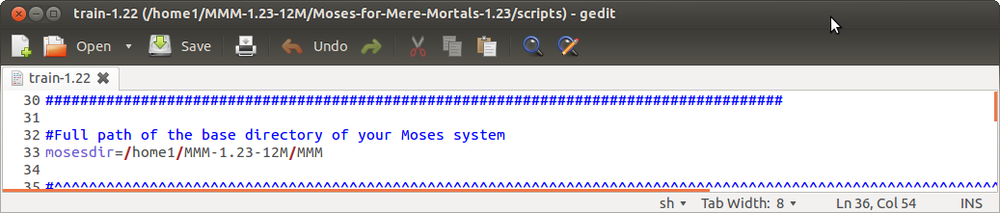 train-1.22 (/home1/MMM-1.23-12M/Moses-for-Mere-Mortals-1.23/scripts) - gedit
Open Save Undo
train-1.22
30 #####################################################################################
31
32 #Full path of the base directory of your Moses system
33 mosesdir=/home1/MMM-1.23-12M/MMM
34
35 #^^^^^^^^^^^^^^^^^^^^^^^^^^^^^^^^^^^^^^^^^^^^^^^^^^^^^^^^^^^^^^^^^^^^^^^^^^^^^^^^^^^^^^^^^^^^^^^^^^^^^^^^^^^^^
sh Tab Width: 8 Ln 36, Col 54 INS